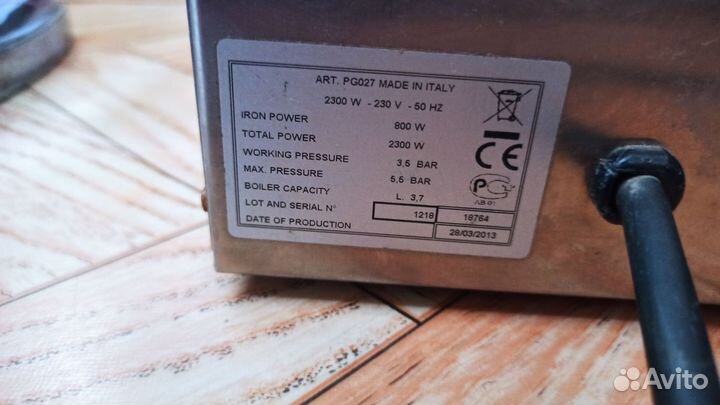 ART. PG027 MADE IN ITALY
2300 W - 230 V - 50 HZ
IRON POWER 800 W
TOTAL POWER 2300 W
WORKING PRESSURE 3,5 BAR
MAX. PRESSURE 5,5 BAR
BOILER CAPACITY L. 3,7
LOT AND SERIAL N° 1218 18764
DATE OF PRODUCTION 28/03/2013
CE
РСТ
Avito